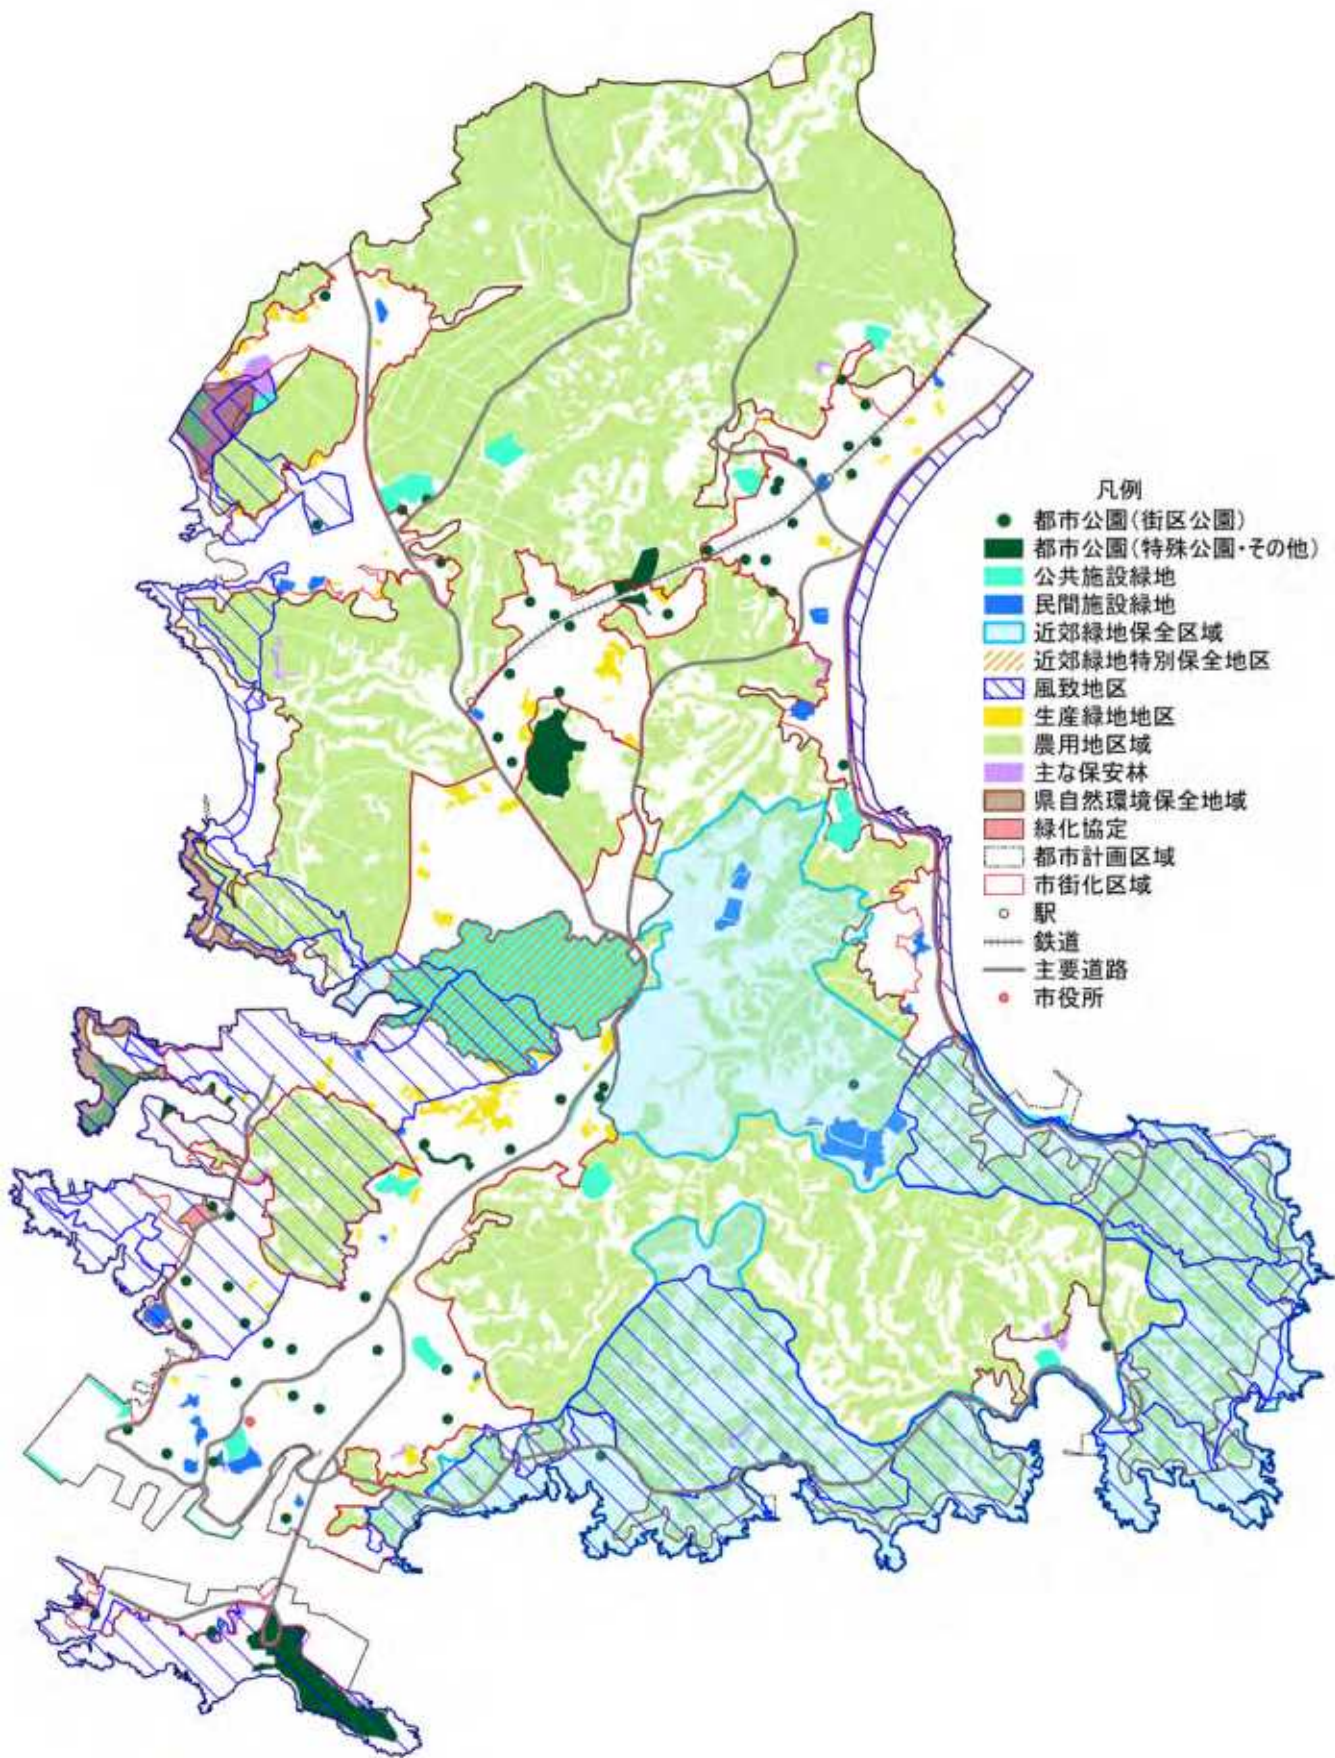 凡例
都市公園(街区公園)
都市公園(特殊公園・その他)
公共施設緑地
民間施設緑地
近郊緑地保全区域
近郊緑地特別保全地区
風致地区
生産緑地地区
農用地区域
主な保安林
県自然環境保全地域
緑化協定
都市計画区域
市街化区域
駅
鉄道
主要道路
市役所